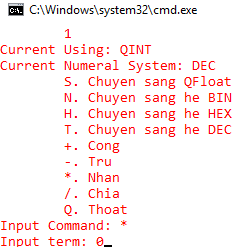 C:\Windows\system32\cmd.exe
1
Current Using: QINT
Current Numeral System: DEC
S. Chuyen sang QFloat
N. Chuyen sang he BIN
H. Chuyen sang he HEX
T. Chuyen sang he DEC
+. Cong
-. Tru
*. Nhan
/. Chia
Q. Thoat
Input Command: *
Input term: 0